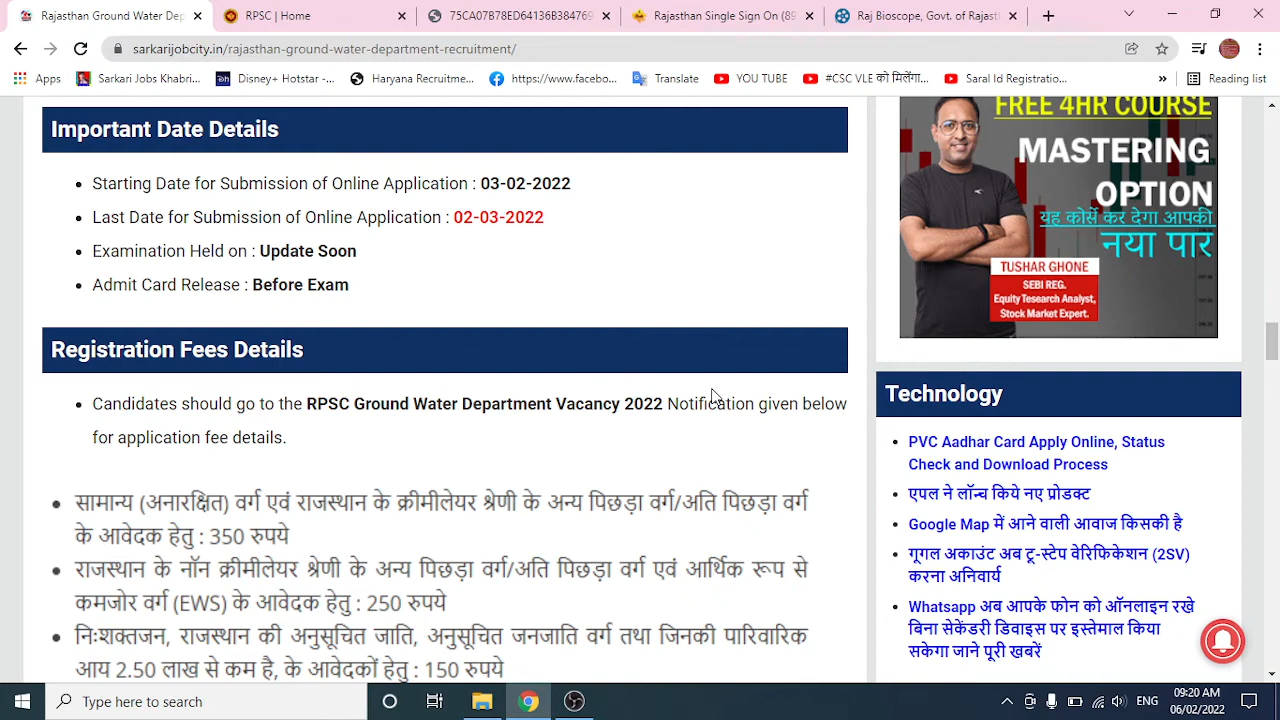 Rajasthan Ground Water Dep
RPSC | Home
75CA07B78ED64136B384769
Rajasthan Single Sign On (89
Raj Bioscope, Govt. of Rajast
sarkarijobcity.in/rajasthan-ground-water-department-recruitment/
Apps
Sarkari Jobs Khabri...
Disney+ Hotstar -...
Haryana Recruitme...
https://www.facebo...
Translate
YOU TUBE
#CSC VLE को मिलेंगा...
Saral Id Registratio...
»
Reading list
Important Date Details
Starting Date for Submission of Online Application : 03-02-2022
Last Date for Submission of Online Application : 02-03-2022
Examination Held on : Update Soon
Admit Card Release : Before Exam
Registration Fees Details
Candidates should go to the RPSC Ground Water Department Vacancy 2022 Notification given below
for application fee details.
सामान्य (अनारक्षित) वर्ग एवं राजस्थान के क्रीमीलेयर श्रेणी के अन्य पिछड़ा वर्ग/अति पिछड़ा वर्ग
के आवेदक हेतु : 350 रुपये
राजस्थान के नॉन क्रीमीलेयर श्रेणी के अन्य पिछड़ा वर्ग/अति पिछड़ा वर्ग एवं आर्थिक रूप से
कमजोर वर्ग (EWS) के आवेदक हेतु : 250 रुपये
निःशक्तजन, राजस्थान की अनुसूचित जाति, अनुसूचित जनजाति वर्ग तथा जिनकी पारिवारिक
आय 2.50 लाख से कम है, के आवेदकों हेतु : 150 रुपये
FREE 4HR COURSE
MASTERING
OPTION
यह कोर्से कर देगा आपकी
नया पार
TUSHAR GHONE
SEBI REG.
Equity Tesearch Analyst,
Stock Market Expert.
Technology
PVC Aadhar Card Apply Online, Status
Check and Download Process
एपल ने लॉन्च किये नए प्रोडक्ट
Google Map में आने वाली आवाज किसकी है
गूगल अकाउंट अब टू-स्टेप वेरिफिकेशन (2SV)
करना अनिवार्य
Whatsapp अब आपके फोन को ऑनलाइन रखे
बिना सेकेंडरी डिवाइस पर इस्तेमाल किया
सकेगा जाने पूरी खबरें
Type here to search
ENG
09:20 AM
06/02/2022